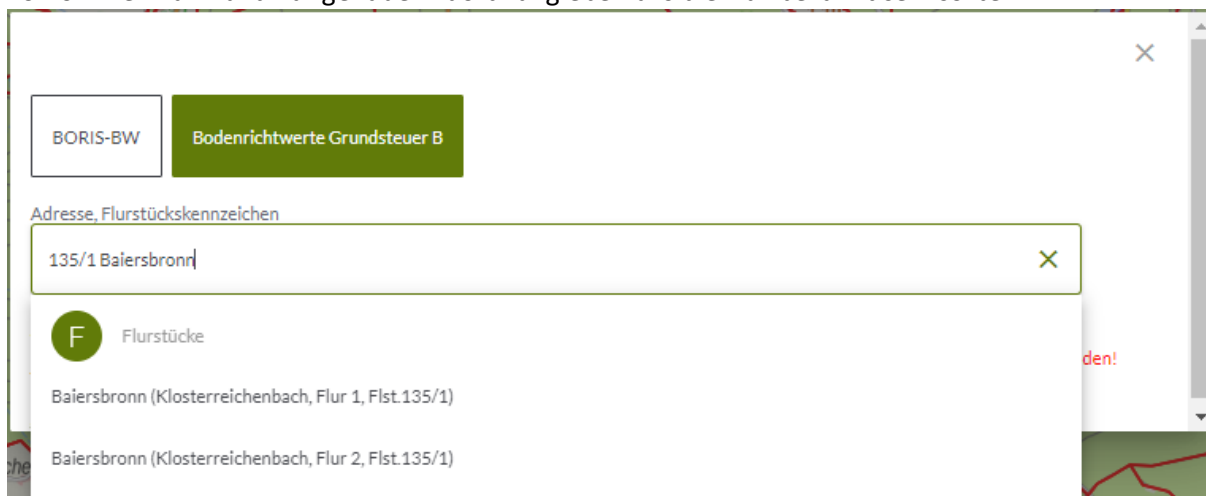 BORIS-BW
Bodenrichtwerte Grundsteuer B
Adresse, Flurstückskennzeichen
135/1 Baiersbronn
F
Flurstücke
den!
Baiersbronn (Klosterreichenbach, Flur 1, Flst.135/1)
Baiersbronn (Klosterreichenbach, Flur 2, Flst.135/1)
che